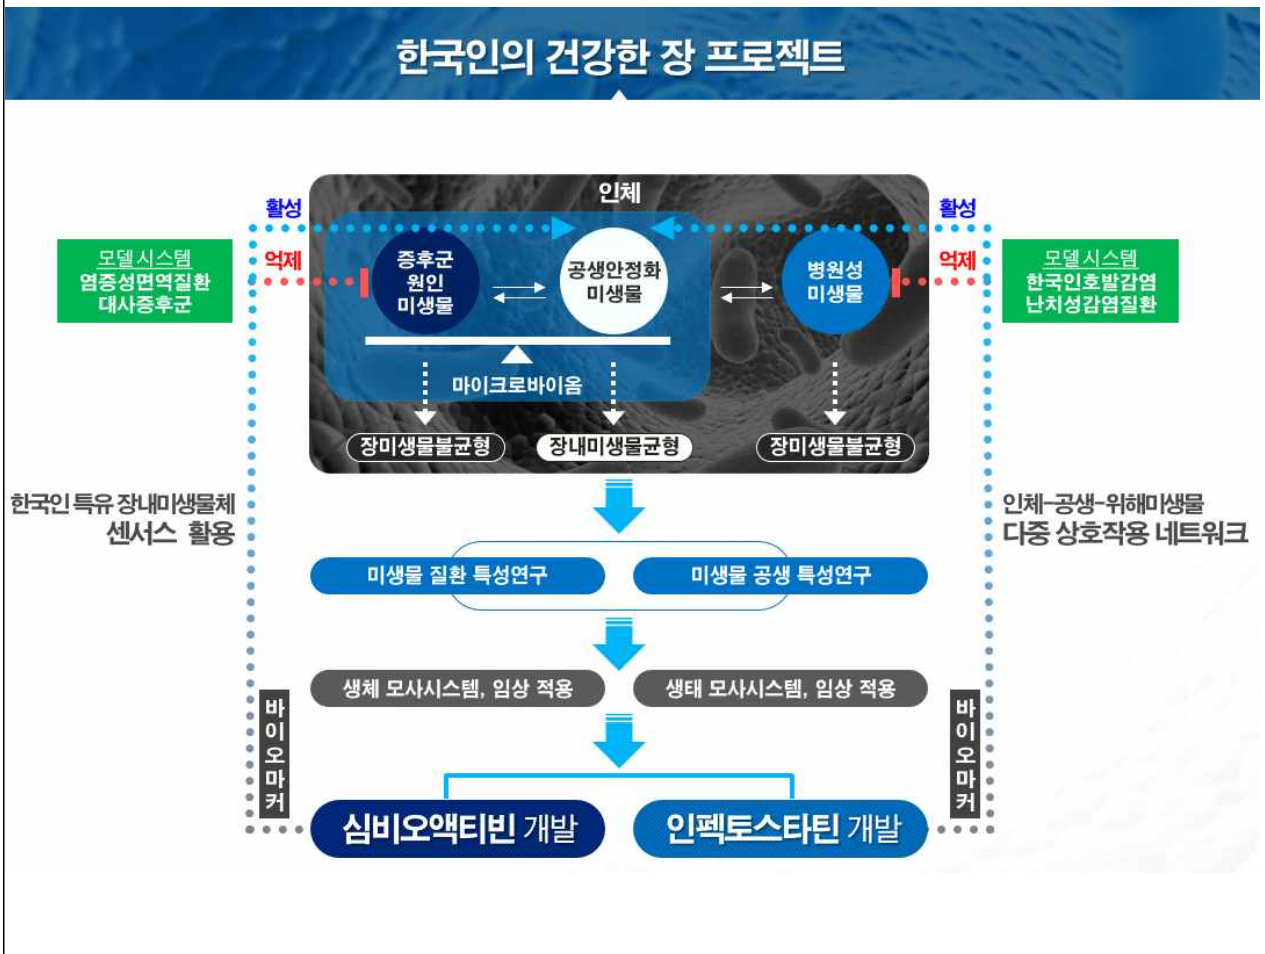 한국인의 건강한 장 프로젝트
인체
활성
활성
억제
억제
모델시스템
염증성면역질환
대사증후군
증후군
원인
미생물
공생안정화
미생물
병원성
미생물
모델시스템
한국인호발감염
난치성감염질환
마이크로바이옴
장미생물불균형
장내미생물균형
장미생물불균형
한국인 특유 장내미생물체
센서스 활용
인체-공생-위해미생물
다중 상호작용 네트워크
미생물 질환 특성연구
미생물 공생 특성연구
생체 모사시스템, 임상 적용
생태 모사시스템, 임상 적용
바이오마커
바이오마커
심비오액티빈 개발
인펙토스타틴 개발